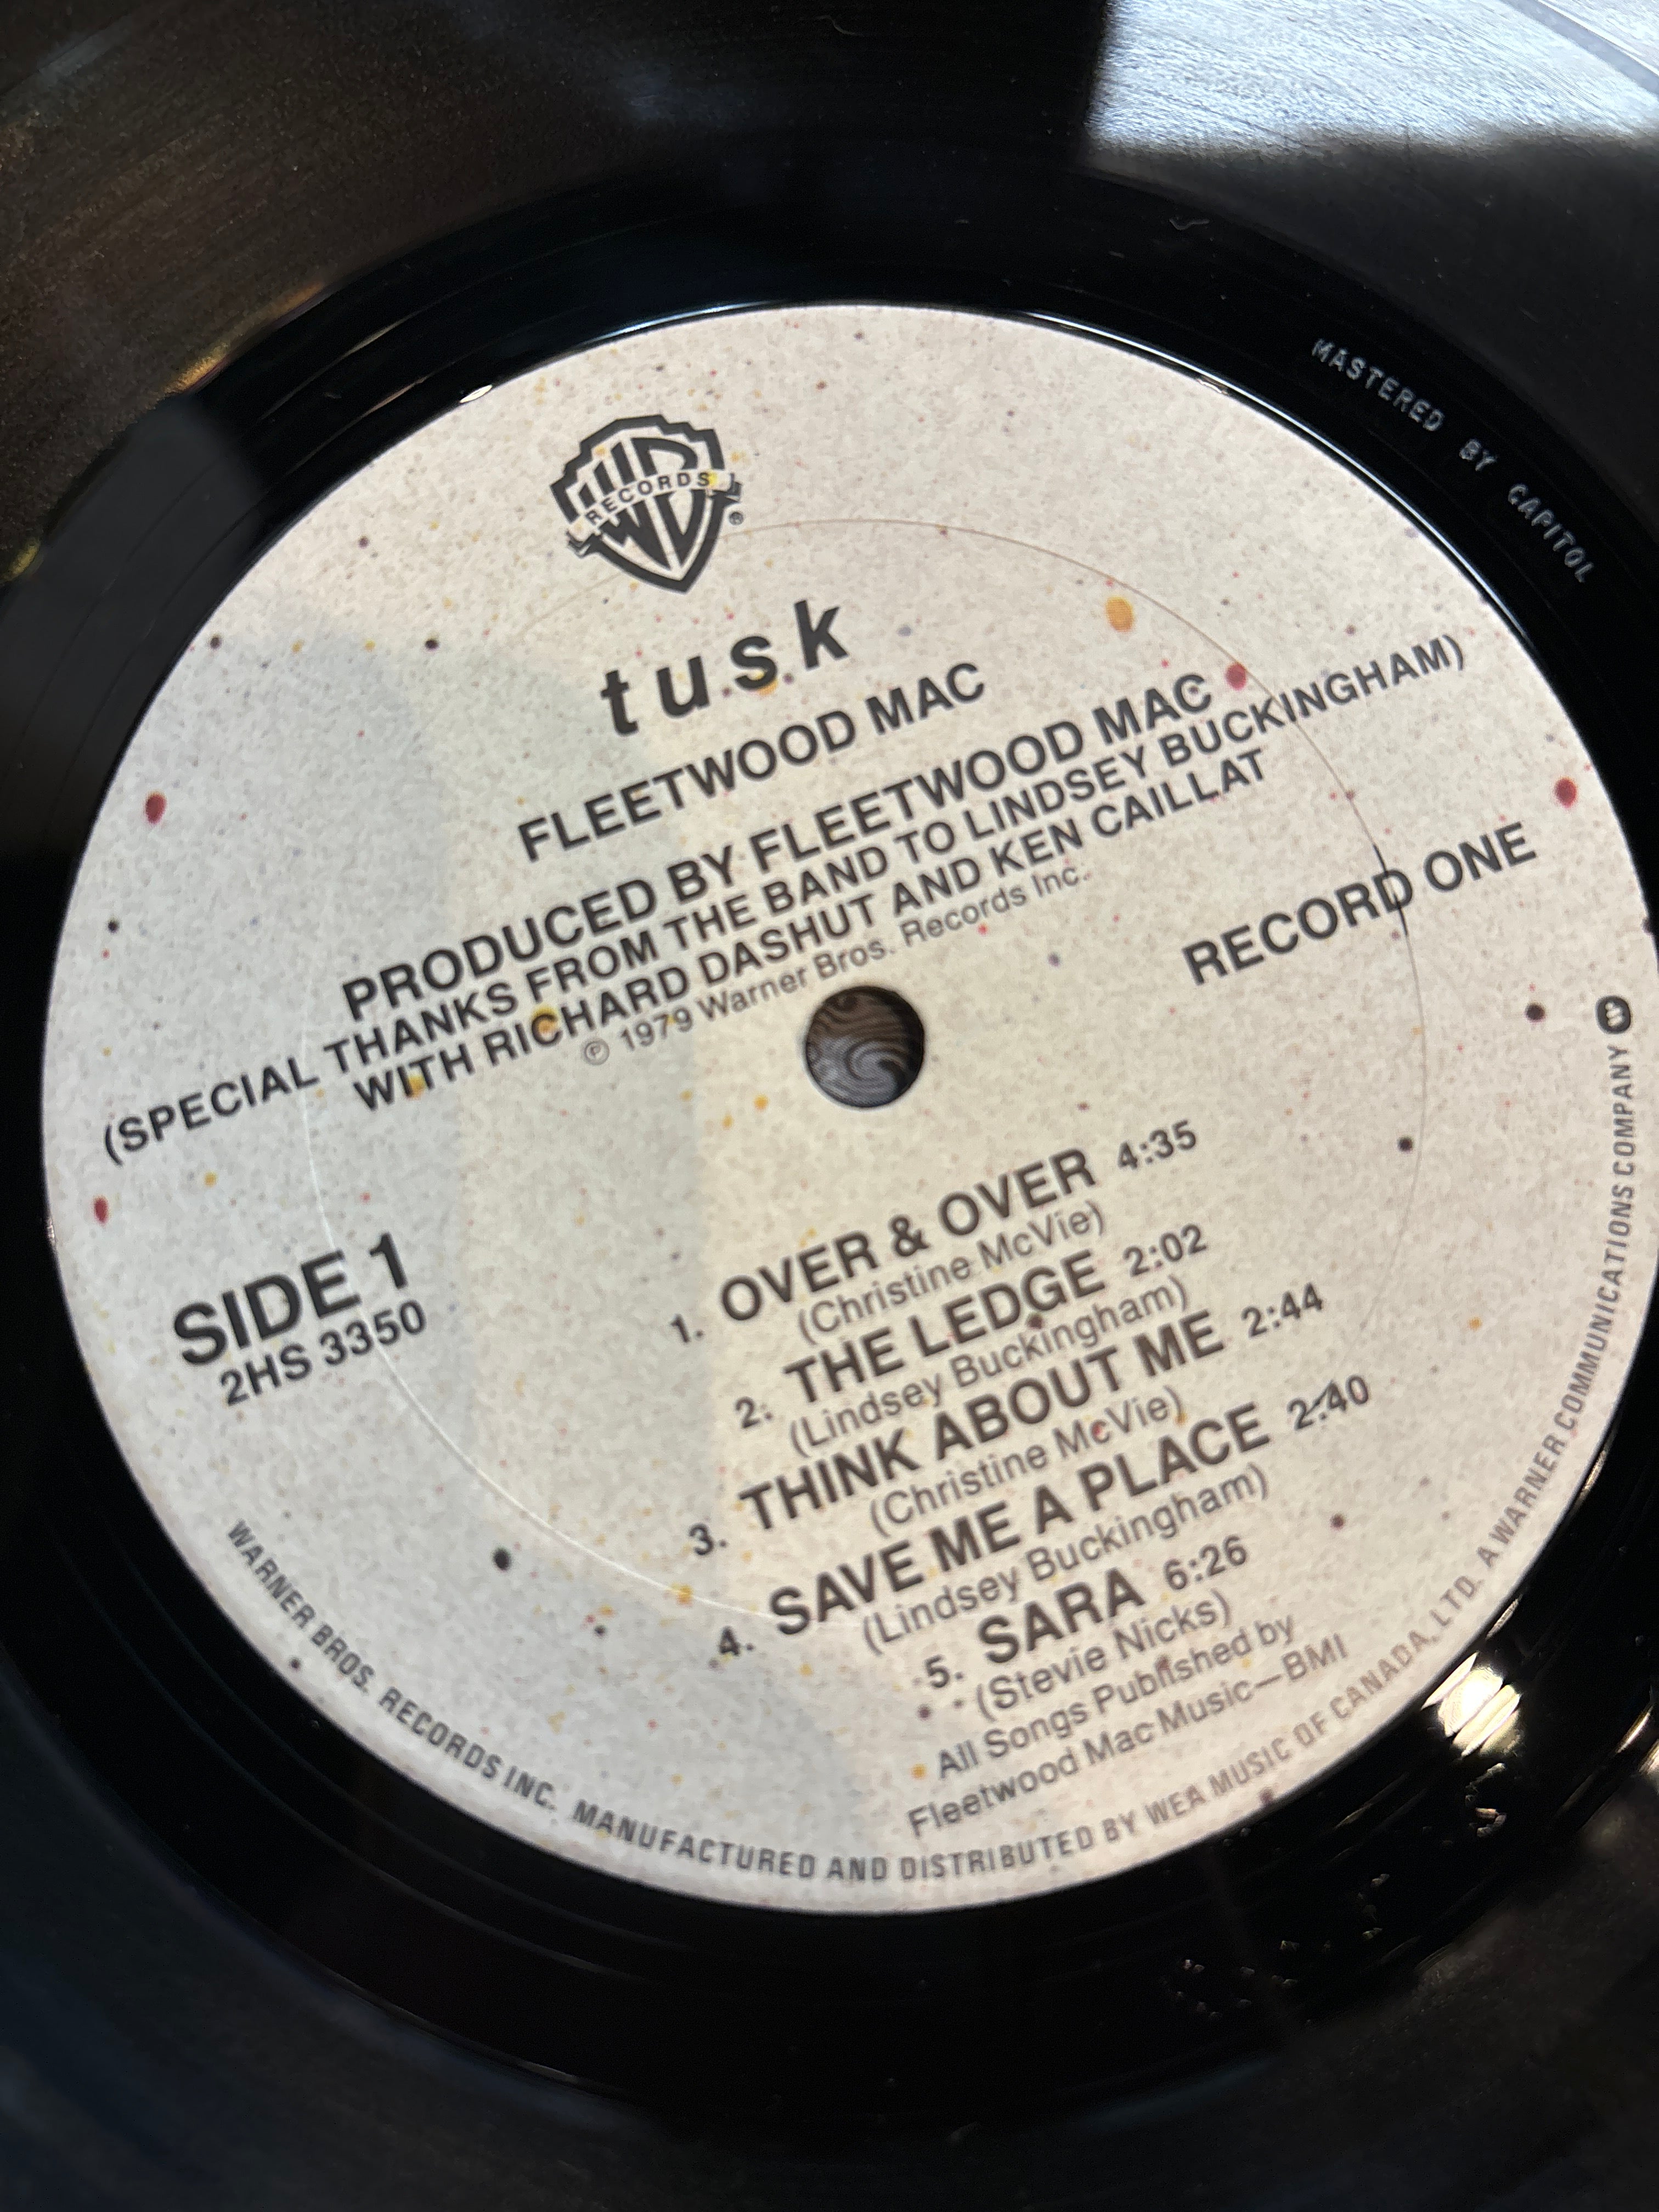 MASTERED BY CAPITOL
WB
RECORDS
®
tusk
FLEETWOOD MAC
PRODUCED BY FLEETWOOD MAC
(SPECIAL THANKS FROM THE BAND TO LINDSEY BUCKINGHAM)
WITH RICHARD DASHUT AND KEN CAILLAT
℗ 1979 Warner Bros. Records Inc.
RECORD ONE
SIDE 1
2HS 3350
1. OVER & OVER 4:35
(Christine McVie)
2. THE LEDGE 2:02
(Lindsey Buckingham)
3. THINK ABOUT ME 2:44
(Christine McVie)
4. SAVE ME A PLACE 2:40
(Lindsey Buckingham)
5. SARA 6:26
(Stevie Nicks)
All Songs Published by
Fleetwood Mac Music—BMI
WARNER BROS. RECORDS INC. MANUFACTURED AND DISTRIBUTED BY WEA MUSIC OF CANADA, LTD. A WARNER COMMUNICATIONS COMPANY